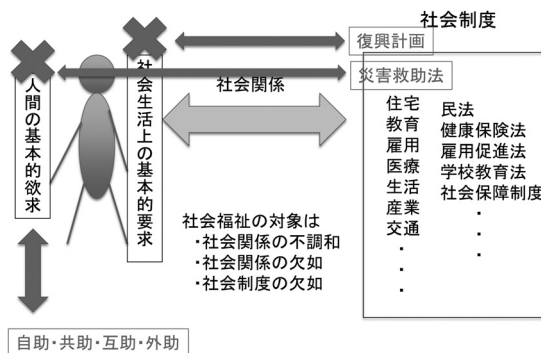 社会制度
復興計画
災害救助法
社会生活上の基本的要求
人間の基本的欲求
社会関係
住宅
教育
雇用
医療
生活
産業
交通
・
・
・
民法
健康保険法
雇用促進法
学校教育法
社会保障制度
・
・
・
社会福祉の対象は
・社会関係の不調和
・社会関係の欠如
・社会制度の欠如
自助・共助・互助・外助